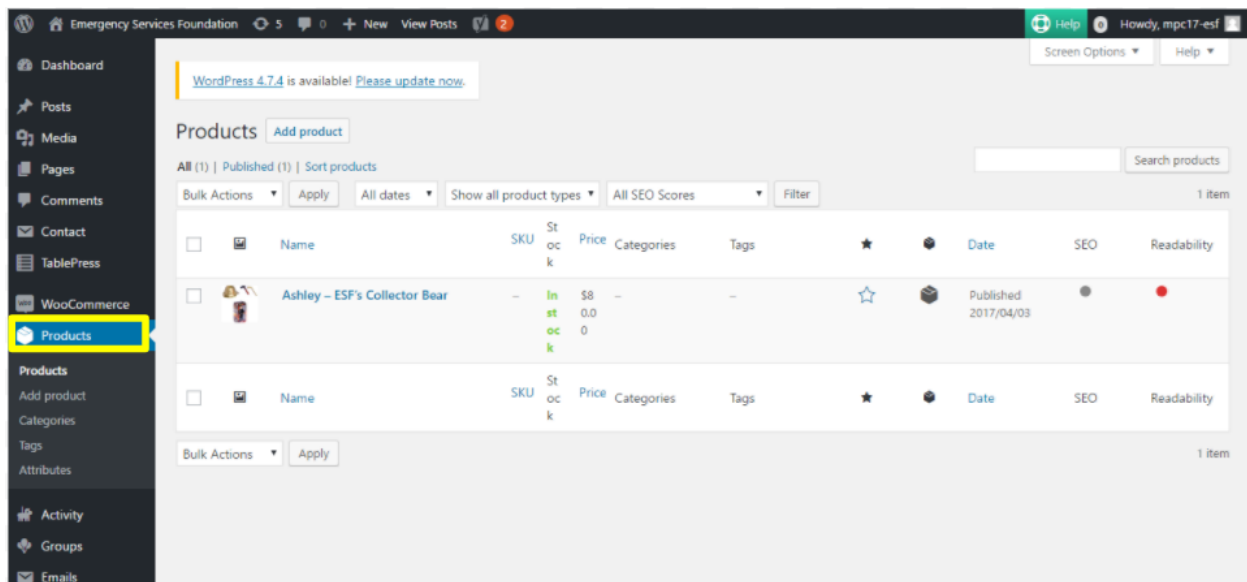 Emergency Services Foundation 5 0 + New View Posts 2 Help 0 Howdy, mpc17-esf
Screen Options ▼ Help ▼
Dashboard
Posts
Media
Pages
Comments
Contact
TablePress
WooCommerce
Products
Products
Add product
Categories
Tags
Attributes
Activity
Groups
Emails
WordPress 4.7.4 is available! Please update now.
Products Add product
All (1) | Published (1) | Sort products
Search products
Bulk Actions ▼ Apply All dates ▼ Show all product types ▼ All SEO Scores ▼ Filter 1 item
Name SKU St
oc
k Price Categories Tags Date SEO Readability
Ashley – ESF's Collector Bear – In
st
oc
k $8
0.0
0 – – Published
2017/04/03
Name SKU St
oc
k Price Categories Tags Date SEO Readability
Bulk Actions ▼ Apply 1 item